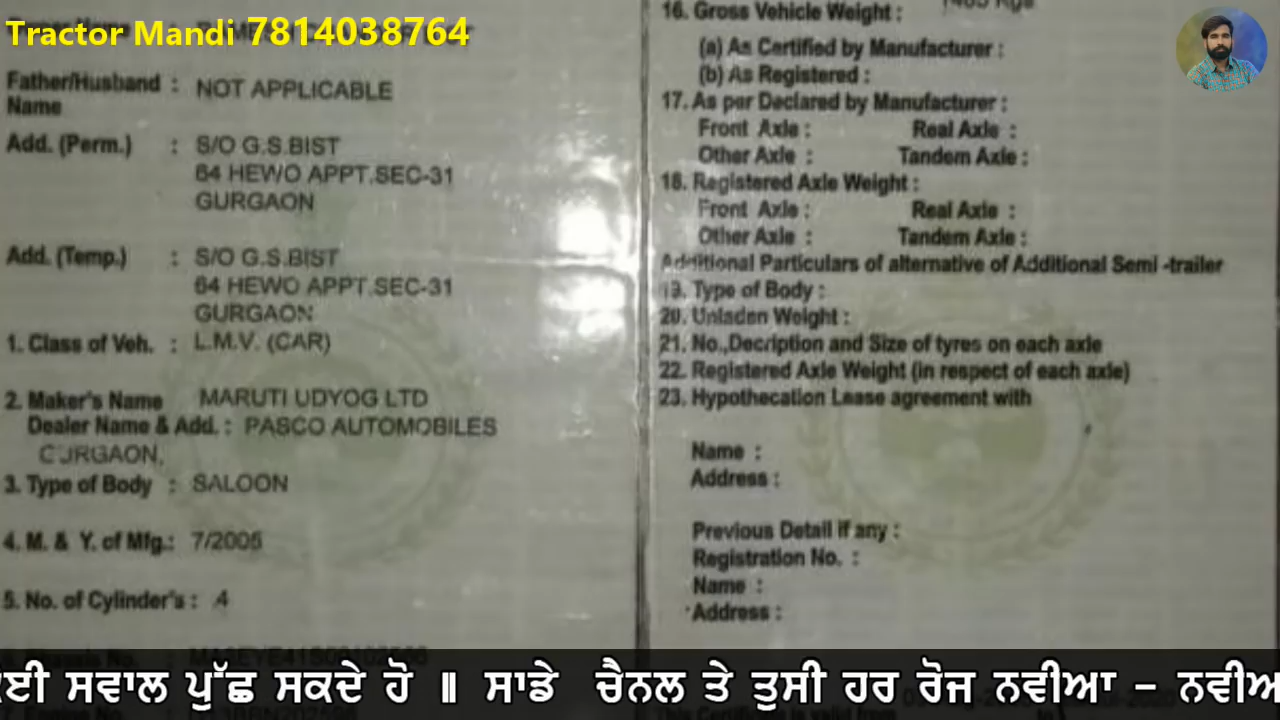 Tractor Mandi 7814038764
Father/Husband : NOT APPLICABLE
Name
Add. (Perm.) : S/O G.S.BIST
64 HEWO APPT.SEC-31
GURGAON
Add. (Temp.) : S/O G.S.BIST
64 HEWO APPT.SEC-31
GURGAON
1. Class of Veh. : L.M.V. (CAR)
2. Maker's Name MARUTI UDYOG LTD
Dealer Name & Add. : PASCO AUTOMOBILES
GURGAON,
3. Type of Body : SALOON
4. M. & Y. of Mfg.: 7/2005
5. No. of Cylinder's : 4
16. Gross Vehicle Weight :
(a) As Certified by Manufacturer :
(b) As Registered :
17. As per Declared by Manufacturer :
Front Axle : Real Axle :
Other Axle : Tandem Axle :
18. Registered Axle Weight :
Front Axle : Real Axle :
Other Axle : Tandem Axle :
Additional Particulars of alternative of Additional Semi -trailer
19. Type of Body :
20. Unladen Weight :
21. No.,Decription and Size of tyres on each axle
22. Registered Axle Weight (in respect of each axle)
23. Hypothecation Lease agreement with
Name :
Address :
Previous Detail if any :
Registration No. :
Name :
Address :
ਸਵਾਲ ਪੁੱਛ ਸਕਦੇ ਹੋ ॥ ਸਾਡੇ ਚੈਨਲ ਤੇ ਤੁਸੀ ਹਰ ਰੋਜ ਨਵੀਆ - ਨਵੀਆ